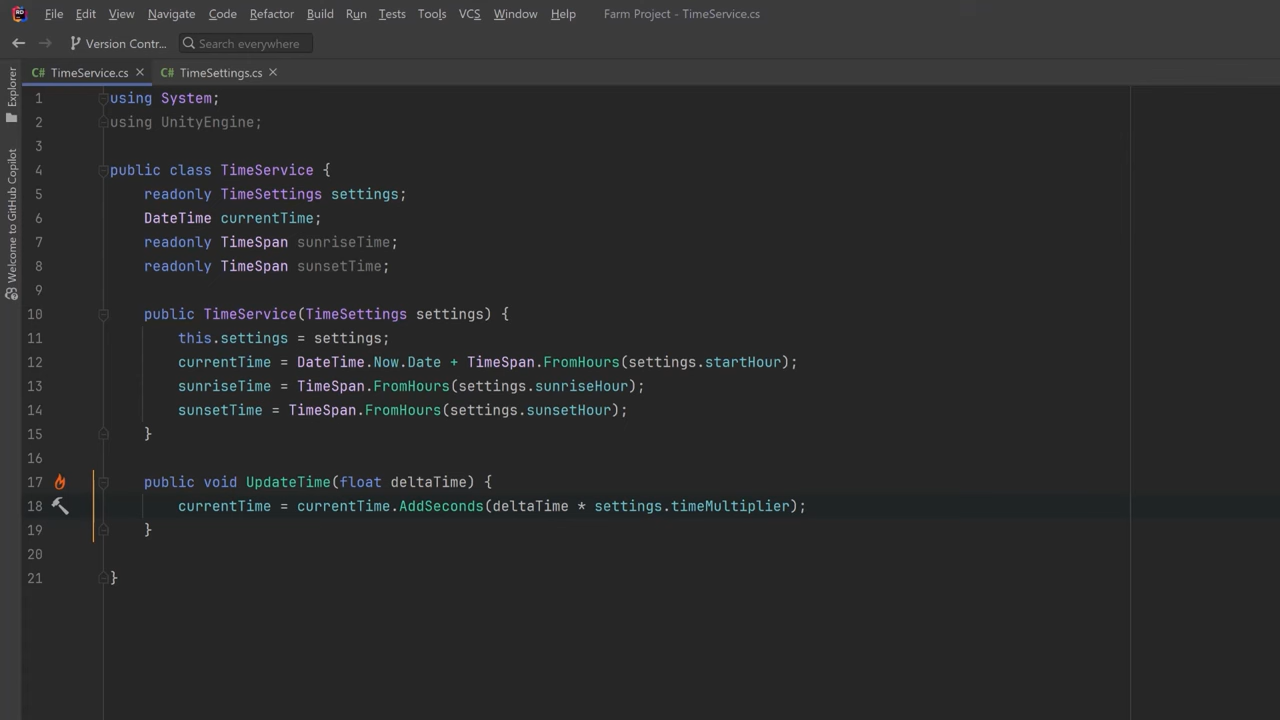 RD File Edit View Navigate Code Refactor Build Run Tests Tools VCS Window Help Farm Project - TimeService.cs
Version Contr... Search everywhere
C# TimeService.cs C# TimeSettings.cs
Explorer
Welcome to GitHub Copilot
1 using System;
2 using UnityEngine;
3
4 public class TimeService {
5 readonly TimeSettings settings;
6 DateTime currentTime;
7 readonly TimeSpan sunriseTime;
8 readonly TimeSpan sunsetTime;
9
10 public TimeService(TimeSettings settings) {
11 this.settings = settings;
12 currentTime = DateTime.Now.Date + TimeSpan.FromHours(settings.startHour);
13 sunriseTime = TimeSpan.FromHours(settings.sunriseHour);
14 sunsetTime = TimeSpan.FromHours(settings.sunsetHour);
15 }
16
17 public void UpdateTime(float deltaTime) {
18 currentTime = currentTime.AddSeconds(deltaTime * settings.timeMultiplier);
19 }
20
21 }